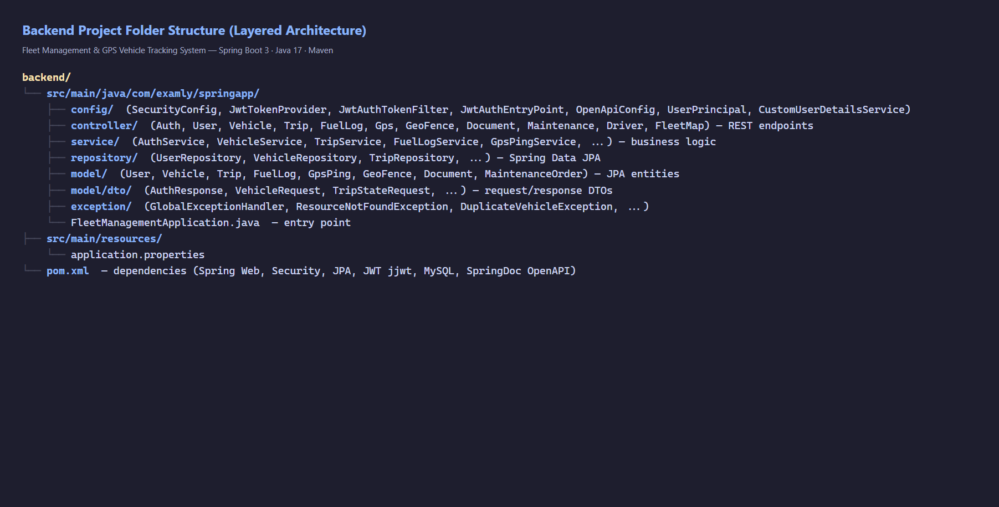 Backend Project Folder Structure (Layered Architecture)
Fleet Management & GPS Vehicle Tracking System — Spring Boot 3 · Java 17 · Maven
backend/
└── src/main/java/com/examly/springapp/
├── config/ (SecurityConfig, JwtTokenProvider, JwtAuthTokenFilter, JwtAuthEntryPoint, OpenApiConfig, UserPrincipal, CustomUserDetailsService)
├── controller/ (Auth, User, Vehicle, Trip, FuelLog, Gps, GeoFence, Document, Maintenance, Driver, FleetMap) — REST endpoints
├── service/ (AuthService, VehicleService, TripService, FuelLogService, GpsPingService, ...) — business logic
├── repository/ (UserRepository, VehicleRepository, TripRepository, ...) — Spring Data JPA
├── model/ (User, Vehicle, Trip, FuelLog, GpsPing, GeoFence, Document, MaintenanceOrder) — JPA entities
├── model/dto/ (AuthResponse, VehicleRequest, TripStateRequest, ...) — request/response DTOs
├── exception/ (GlobalExceptionHandler, ResourceNotFoundException, DuplicateVehicleException, ...)
└── FleetManagementApplication.java — entry point
├── src/main/resources/
└── application.properties
└── pom.xml — dependencies (Spring Web, Security, JPA, JWT jjwt, MySQL, SpringDoc OpenAPI)